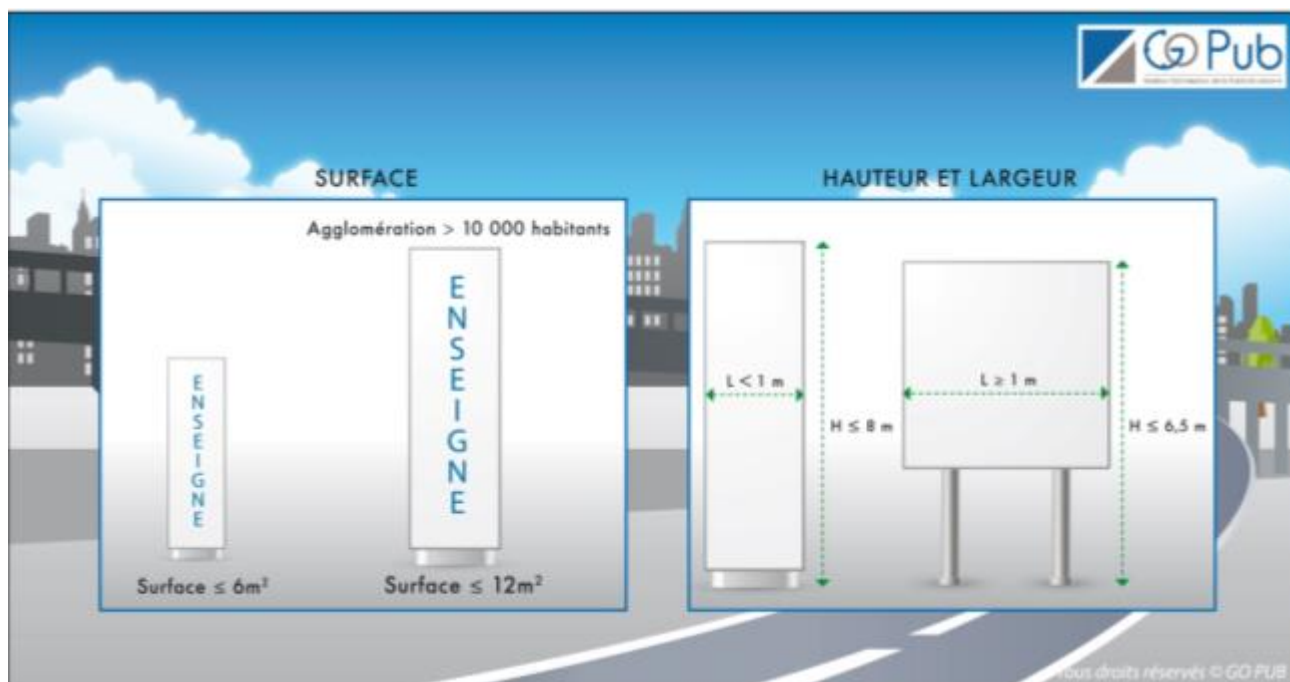 GO Pub
SURFACE
Agglomération > 10 000 habitants
ENSEIGNE
ENSEIGNE
Surface ≤ 6m²
Surface ≤ 12m²
HAUTEUR ET LARGEUR
L < 1 m
H ≤ 8 m
L ≥ 1 m
H ≤ 6,5 m
Tous droits réservés © GO PUB